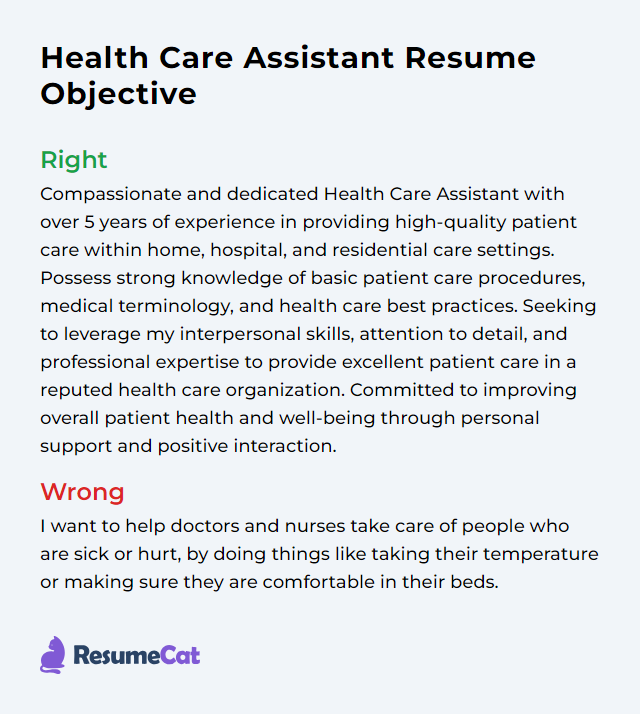 Health Care Assistant Resume
Objective
Right
Compassionate and dedicated Health Care Assistant with
over 5 years of experience in providing high-quality patient
care within home, hospital, and residential care settings.
Possess strong knowledge of basic patient care procedures,
medical terminology, and health care best practices. Seeking
to leverage my interpersonal skills, attention to detail, and
professional expertise to provide excellent patient care in a
reputed health care organization. Committed to improving
overall patient health and well-being through personal
support and positive interaction.
Wrong
I want to help doctors and nurses take care of people who
are sick or hurt, by doing things like taking their temperature
or making sure they are comfortable in their beds.
ResumeCat